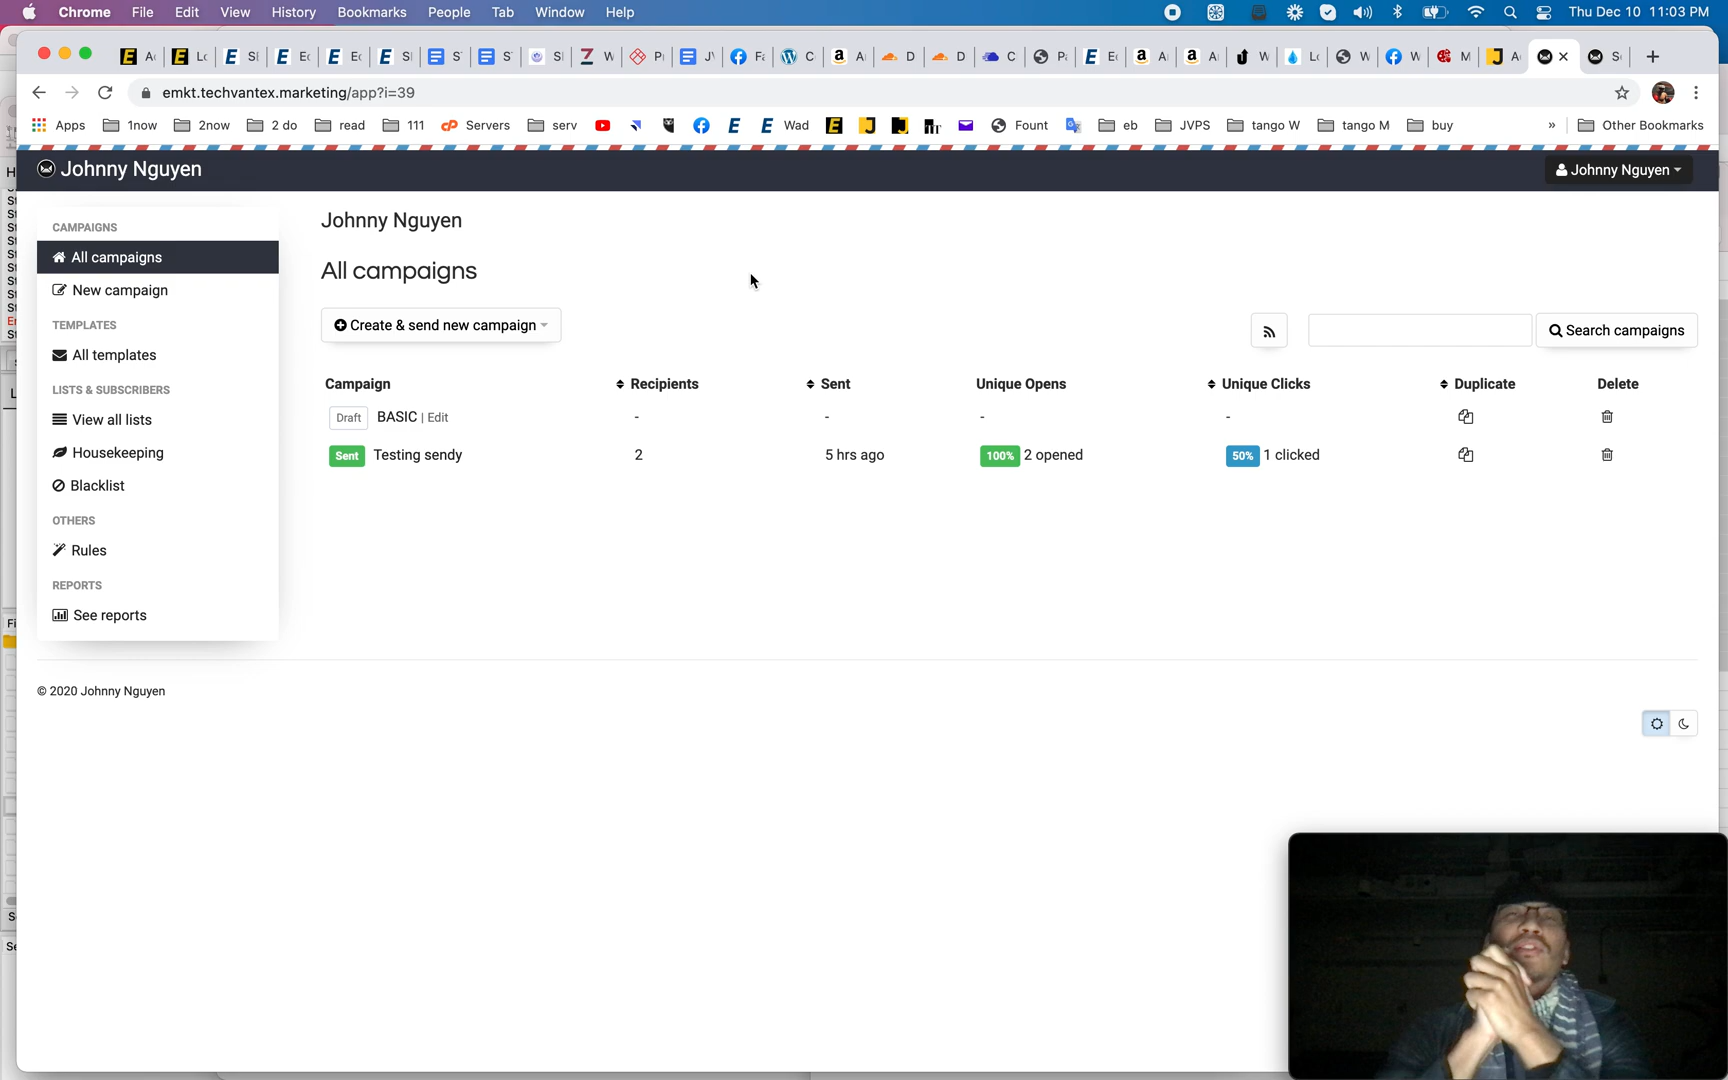 Chrome File Edit View History Bookmarks People Tab Window Help Thu Dec 10 11:03 PM
emkt.techvantex.marketing/app?i=39
Apps 1now 2now 2 do read 111 Servers serv Wad Fount eb JVPS tango W tango M buy » Other Bookmarks
Johnny Nguyen Johnny Nguyen
CAMPAIGNS
All campaigns
New campaign
TEMPLATES
All templates
LISTS & SUBSCRIBERS
View all lists
Housekeeping
Blacklist
OTHERS
Rules
REPORTS
See reports
Johnny Nguyen
All campaigns
Create & send new campaign Search campaigns
Campaign Recipients Sent Unique Opens Unique Clicks Duplicate Delete
Draft BASIC | Edit - - - -
Sent Testing sendy 2 5 hrs ago 100% 2 opened 50% 1 clicked
© 2020 Johnny Nguyen